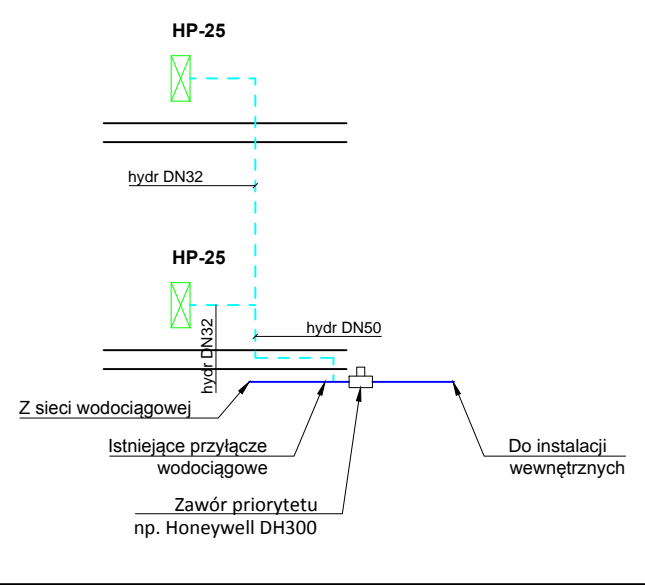 HP-25
hydr DN32
HP-25
hydr DN32
hydr DN50
Z sieci wodociągowej
Istniejące przyłącze
wodociągowe
Do instalacji
wewnętrznych
Zawór priorytetu
np. Honeywell DH300